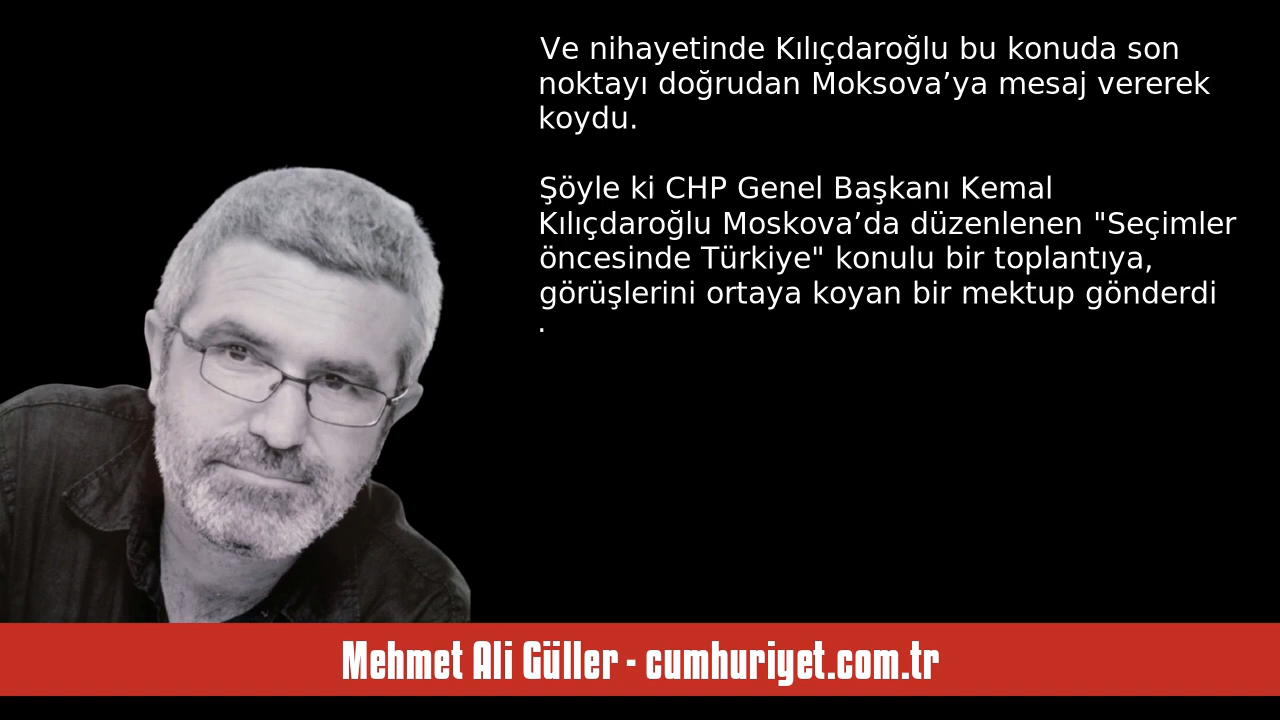 Ve nihayetinde Kılıçdaroğlu bu konuda son
noktayı doğrudan Moksova’ya mesaj vererek
koydu.
Şöyle ki CHP Genel Başkanı Kemal
Kılıçdaroğlu Moskova’da düzenlenen "Seçimler
öncesinde Türkiye" konulu bir toplantıya,
görüşlerini ortaya koyan bir mektup gönderdi
.
Mehmet Ali Güller - cumhuriyet.com.tr